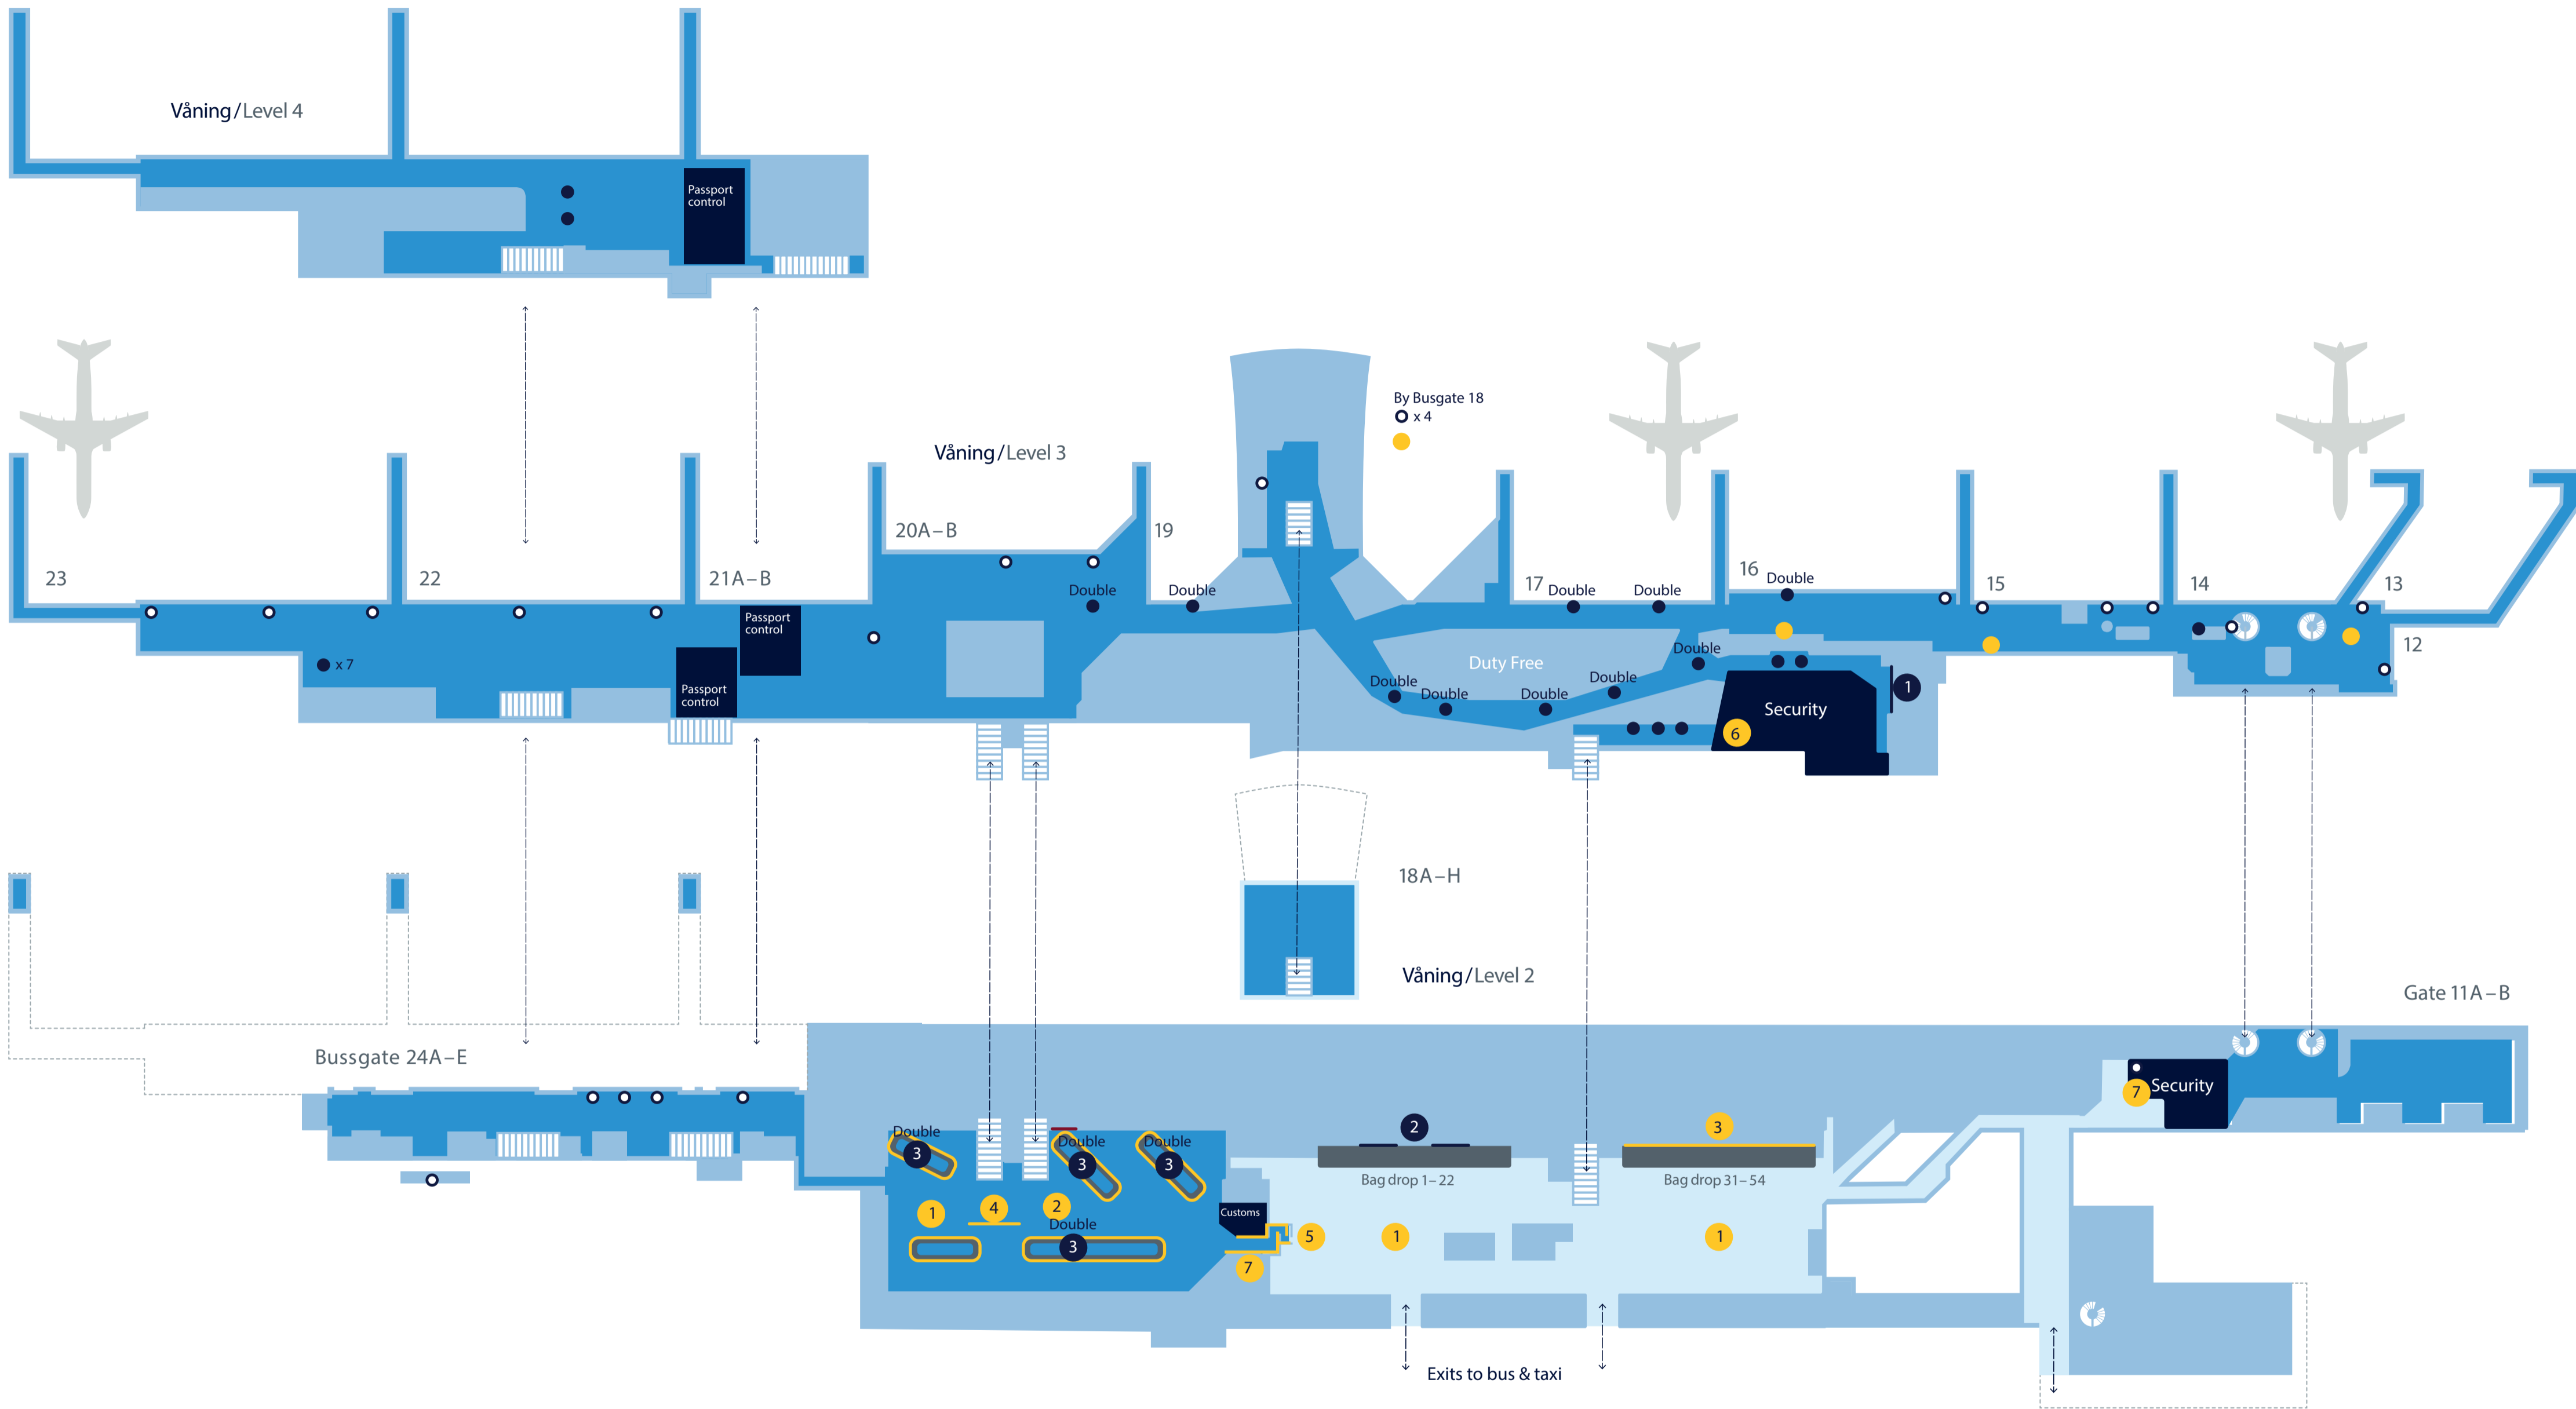 Våning/Level 4
Passport
control
By Busgate 18
x 4
Våning/Level 3
20A–B
19
23
22
21A–B
17
Double
Double
16
Double
15
14
13
12
Double
Double
Passport
control
x 7
Passport
control
Duty Free
Double
Double
Double
Double
Double
Security
1
6
18A–H
Våning/Level 2
Gate 11A–B
Bussgate 24A–E
7
Security
Double
3
Double
3
Double
3
2
3
Bag drop 1–22
Bag drop 31–54
1
4
2
Double
3
Customs
5
1
1
7
Exits to bus & taxi